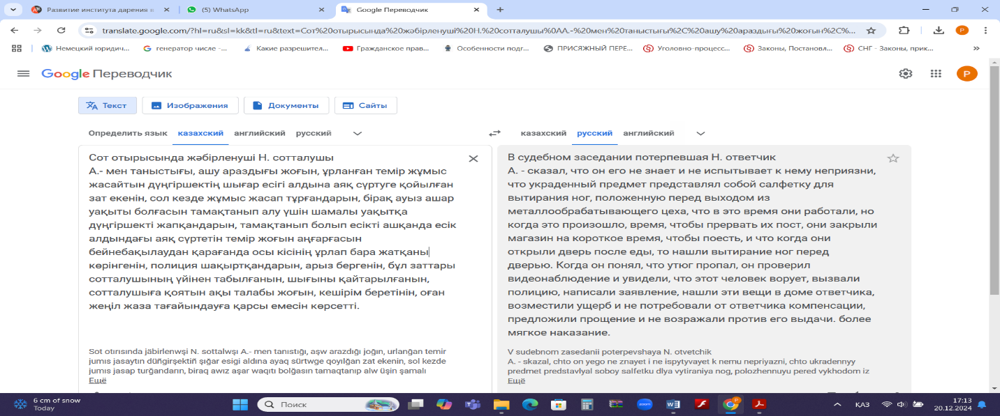 Развитие института дарения в
(5) WhatsApp
Google Переводчик
translate.google.com/?hl=ru&sl=kk&tl=ru&text=Сот%20отырысында%20жәбірленуші%20Н.%20сотталушы%0AА.-%20мен%20таныстығы%2C%20ашу%20араздығы%20жоғын%2C%...
P
Немецкий юридич...
генератор числе -...
Какие разрешител...
Гражданское прав...
Особенности подг...
ПРИСЯЖНЫЙ ПЕРЕ...
Уголовно-процесс...
Законы, Постановл...
СНГ - Законы, прик...
Google Переводчик
P
Текст
Изображения
Документы
Сайты
Определить язык казахский английский русский
казахский русский английский
Сот отырысында жәбірленуші Н. сотталушы
А.- мен таныстығы, ашу араздығы жоғын, ұрланған темір жұмыс
жасайтын дүңгіршектің шығар есігі алдына аяқ сүртуге қойылған
зат екенін, сол кезде жұмыс жасап тұрғандарын, бірақ ауыз ашар
уақыты болғасын тамақтанып алу үшін шамалы уақытқа
дүңгіршекті жапқандарын, тамақтанып болып есікті ашқанда есік
алдындағы аяқ сүртетін темір жоғын аңғарғасын
бейнебақылаудан қарағанда осы кісінің ұрлап бара жатқаны
көрінгенін, полиция шақыртқандарын, арыз бергенін, бұл заттары
сотталушының үйінен табылғанын, шығыны қайтарылғанын,
сотталушыға қоятын ақы талабы жоғын, кешірім беретінін, оған
жеңіл жаза тағайындауға қарсы емесін көрсетті.
Sot otırısında jäbirlenwşi N. sottalwşı A.- men tanıstığı, aşw arazdığı joğın, urlanğan temir
jumıs jasaytın düñgirşektiñ şığar esigi aldına ayaq sürtwge qoyılğan zat ekenin, sol kezde
jumıs jasap turğandarın, biraq awız aşar waqıtı bolğasın tamaqtanıp alw üşin şamalı
Ещё
В судебном заседании потерпевшая Н. ответчик
А. - сказал, что он его не знает и не испытывает к нему неприязни,
что украденный предмет представлял собой салфетку для
вытирания ног, положенную перед выходом из
металлообрабатывающего цеха, что в это время они работали, но
когда это произошло, время, чтобы прервать их пост, они закрыли
магазин на короткое время, чтобы поесть, и что когда они
открыли дверь после еды, то нашли вытирание ног перед
дверью. Когда он понял, что утюг пропал, он проверил
видеонаблюдение и увидели, что этот человек ворует, вызвали
полицию, написали заявление, нашли эти вещи в доме ответчика,
возместили ущерб и не потребовали от ответчика компенсации,
предложили прощение и не возражали против его выдачи. более
мягкое наказание.
V sudebnom zasedanii poterpevshaya N. otvetchik
A. - skazal, chto on yego ne znayet i ne ispytyvayet k nemu nepriyazni, chto ukradennyy
predmet predstavlyal soboy salfetku dlya vytiraniya nog, polozhennuyu pered vykhodom iz
Ещё
6 cm of snow
Today
Поиск
zoom
ҚАЗ
17:13
20.12.2024